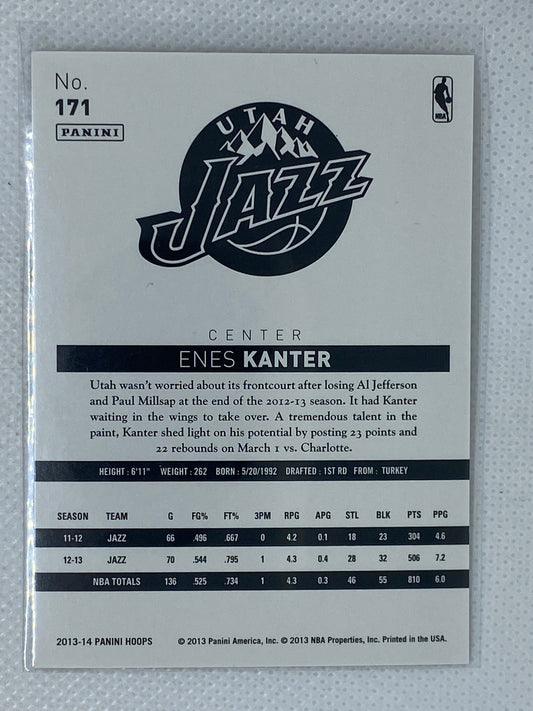 No.
171
PANINI
NBA
UTAH
JAZZ
CENTER
ENES KANTER
Utah wasn't worried about its frontcourt after losing Al Jefferson
and Paul Millsap at the end of the 2012-13 season. It had Kanter
waiting in the wings to take over. A tremendous talent in the
paint, Kanter shed light on his potential by posting 23 points and
22 rebounds on March 1 vs. Charlotte.
HEIGHT: 6'11" WEIGHT: 262 BORN: 5/20/1992 DRAFTED: 1ST RD FROM: TURKEY
SEASON TEAM G FG% FT% 3PM RPG APG STL BLK PTS PPG
11-12 JAZZ 66 .496 .667 0 4.2 0.1 18 23 304 4.6
12-13 JAZZ 70 .544 .795 1 4.3 0.4 28 32 506 7.2
NBA TOTALS 136 .525 .734 1 4.3 0.3 46 55 810 6.0
2013-14 PANINI HOOPS © 2013 Panini America, Inc. © 2013 NBA Properties, Inc. Printed in the USA.